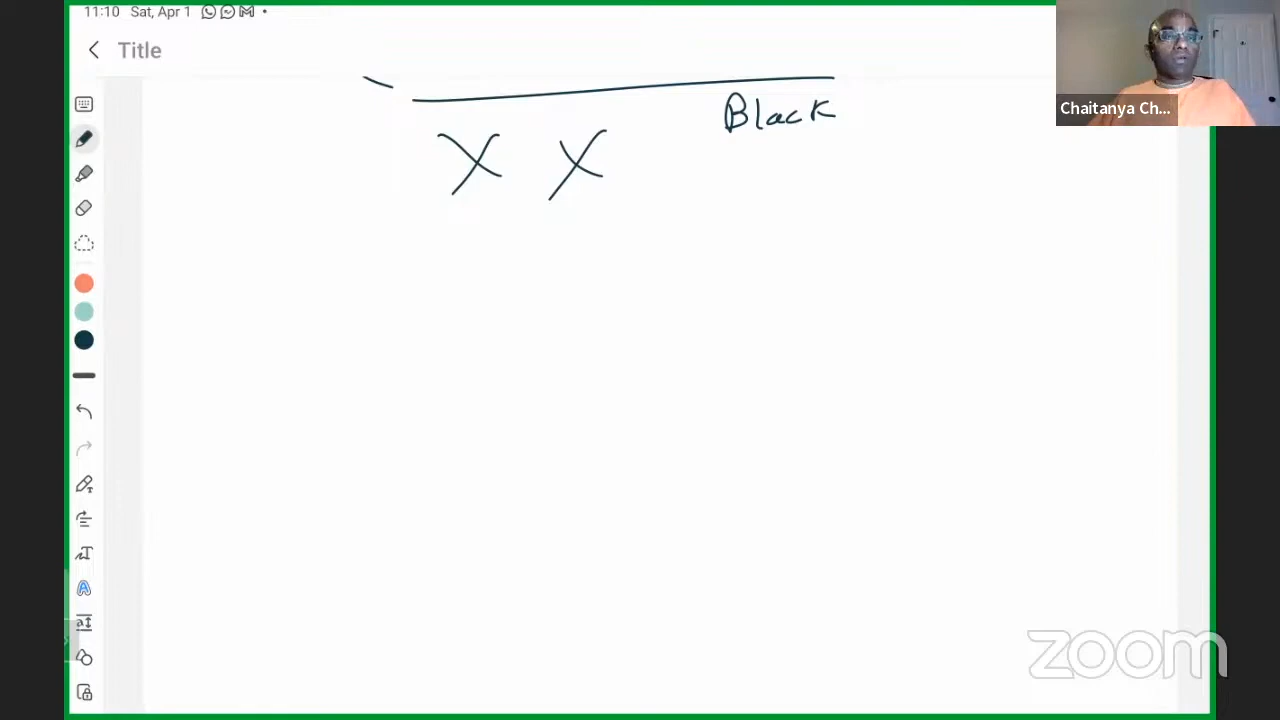 11:10 Sat, Apr 1
Title
Chaitanya Ch...
Black
X X
zoom